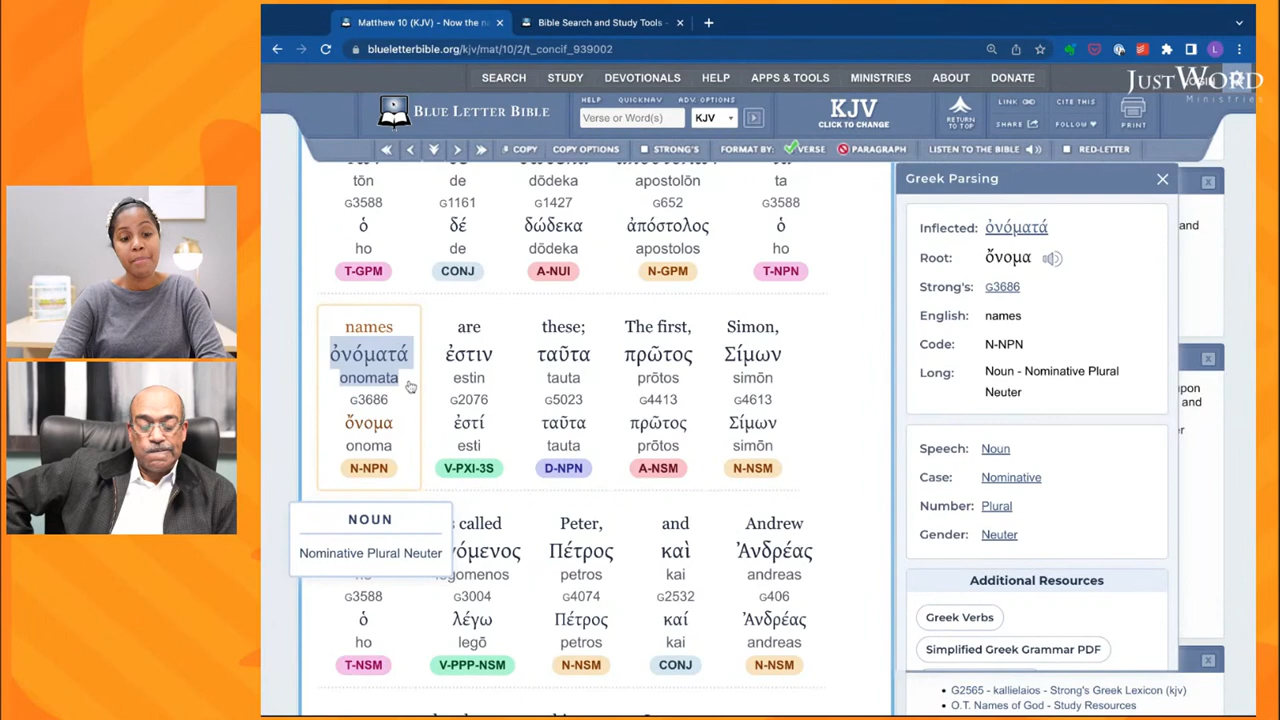 Matthew 10 (KJV) - Now the n
Bible Search and Study Tools -
blueletterbible.org/kjv/mat/10/2/t_concif_939002
SEARCH STUDY DEVOTIONALS HELP APPS & TOOLS MINISTRIES ABOUT DONATE
JUSTWORD
Ministries
BLUE LETTER BIBLE
HELP QUICKNAV ADV. OPTIONS
Verse or Word(s) KJV
KJV
CLICK TO CHANGE
RETURN
TO TOP
LINK CITE THIS
SHARE FOLLOW PRINT
COPY COPY OPTIONS STRONG'S FORMAT BY: VERSE PARAGRAPH LISTEN TO THE BIBLE RED-LETTER
tōn de dōdeka apostolōn ta
G3588 G1161 G1427 G652 G3588
ὁ δέ δώδεκα ἀπόστολος ὁ
ho de dōdeka apostolos ho
T-GPM CONJ A-NUI N-GPM T-NPN
names are these; The first, Simon,
ὀνόματά ἐστιν ταῦτα πρῶτος Σίμων
onomata estin tauta prōtos simōn
G3686 G2076 G5023 G4413 G4613
ὄνομα ἐστί ταῦτα πρῶτος Σίμων
onoma esti tauta prōtos simōn
N-NPN V-PXI-3S D-NPN A-NSM N-NSM
NOUN
Nominative Plural Neuter
called Peter, and Andrew
Πέτρος καὶ Ἀνδρέας
petros kai andreas
G3588 G3004 G4074 G2532 G406
ὁ λέγω Πέτρος καί Ἀνδρέας
ho legō petros kai andreas
T-NSM V-PPP-NSM N-NSM CONJ N-NSM
Greek Parsing
Inflected: ὀνόματά
Root: ὄνομα
Strong's: G3686
English: names
Code: N-NPN
Long: Noun - Nominative Plural
Neuter
Speech: Noun
Case: Nominative
Number: Plural
Gender: Neuter
Additional Resources
Greek Verbs
Simplified Greek Grammar PDF
G2565 - kallielaios - Strong's Greek Lexicon (kjv)
O.T. Names of God - Study Resources
and
and